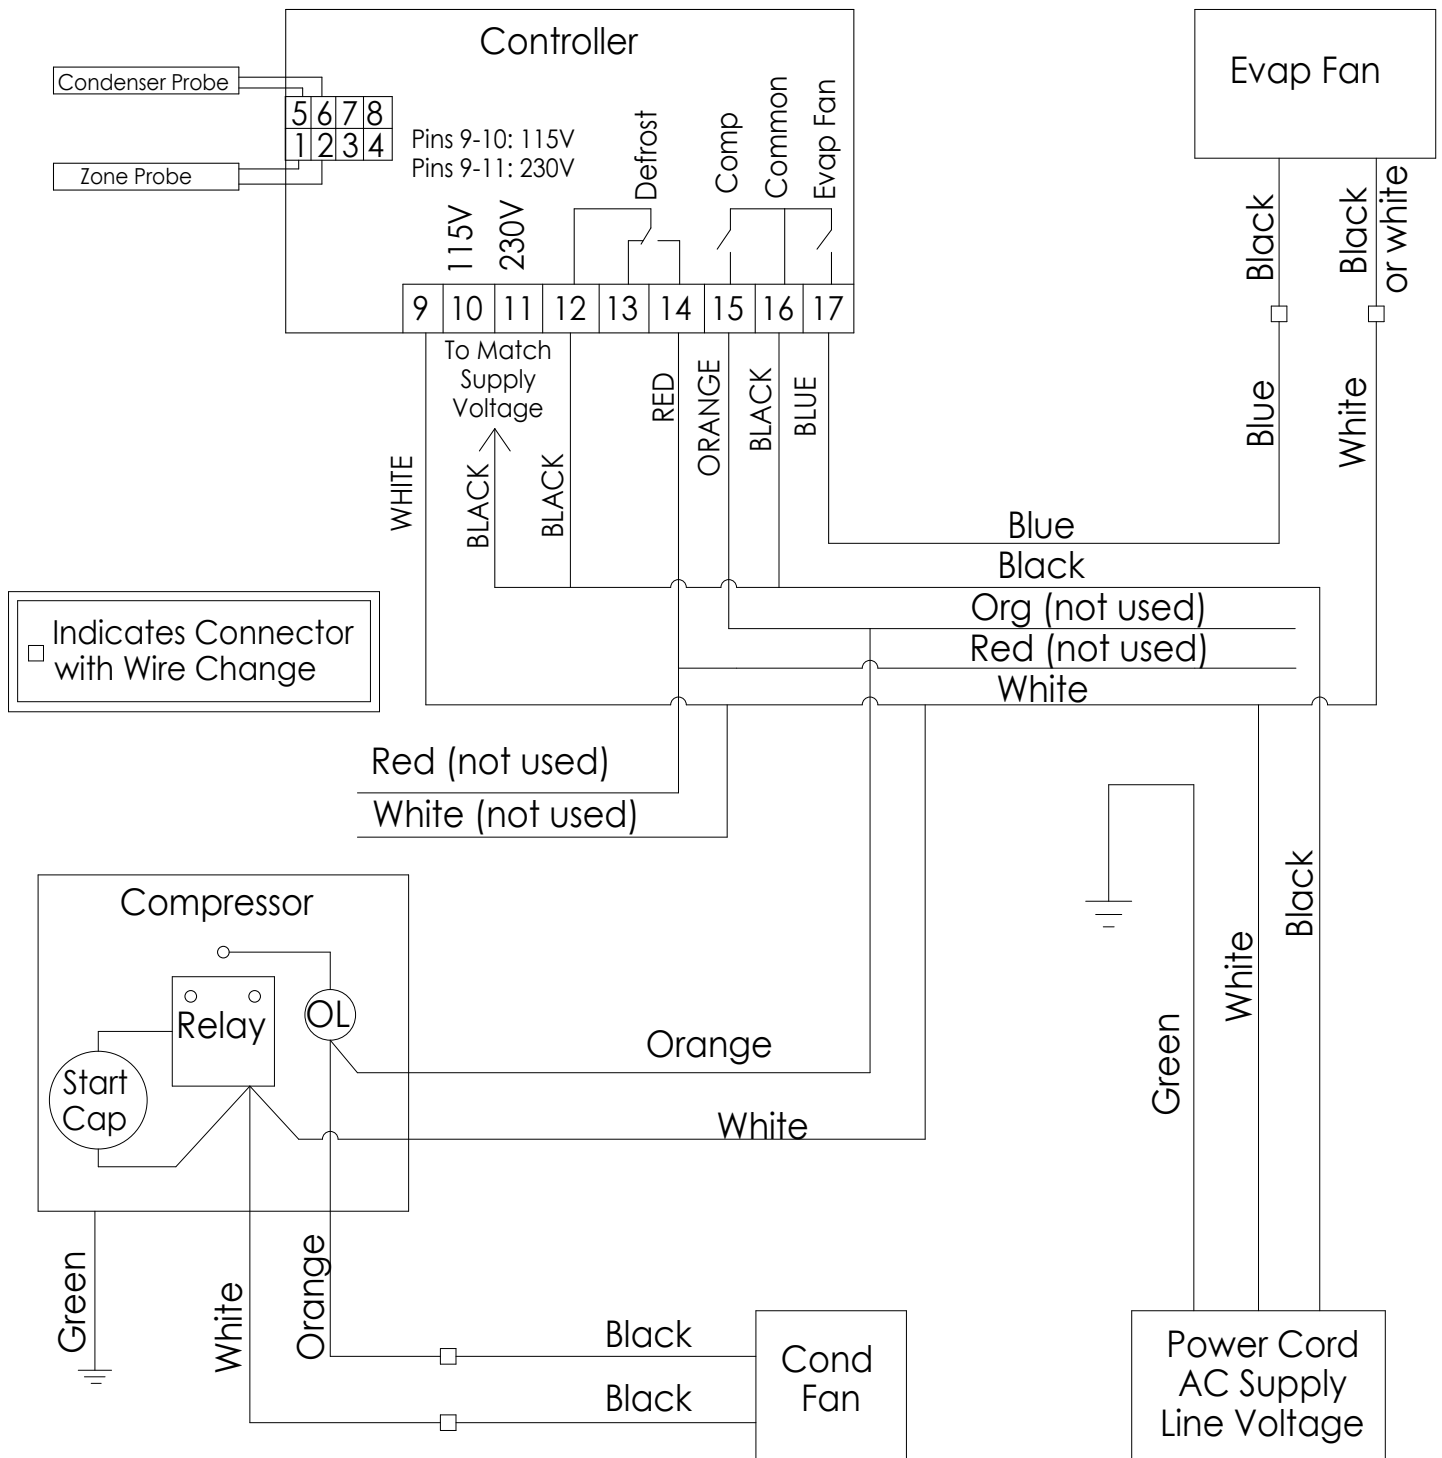 Controller
Evap Fan
Condenser Probe
5 6 7 8
1 2 3 4
Zone Probe
Pins 9-10: 115V
Pins 9-11: 230V
Defrost
Comp
Common
Evap Fan
115V
230V
9 10 11 12 13 14 15 16 17
To Match
Supply
Voltage
WHITE
BLACK
BLACK
RED
ORANGE
BLACK
BLUE
Black
Black
or white
Blue
White
Blue
Black
Org (not used)
Red (not used)
White
Indicates Connector
with Wire Change
Red (not used)
White (not used)
Compressor
Relay
OL
Start
Cap
Orange
White
Green
White
Black
Green
White
Orange
Black
Black
Cond
Fan
Power Cord
AC Supply
Line Voltage